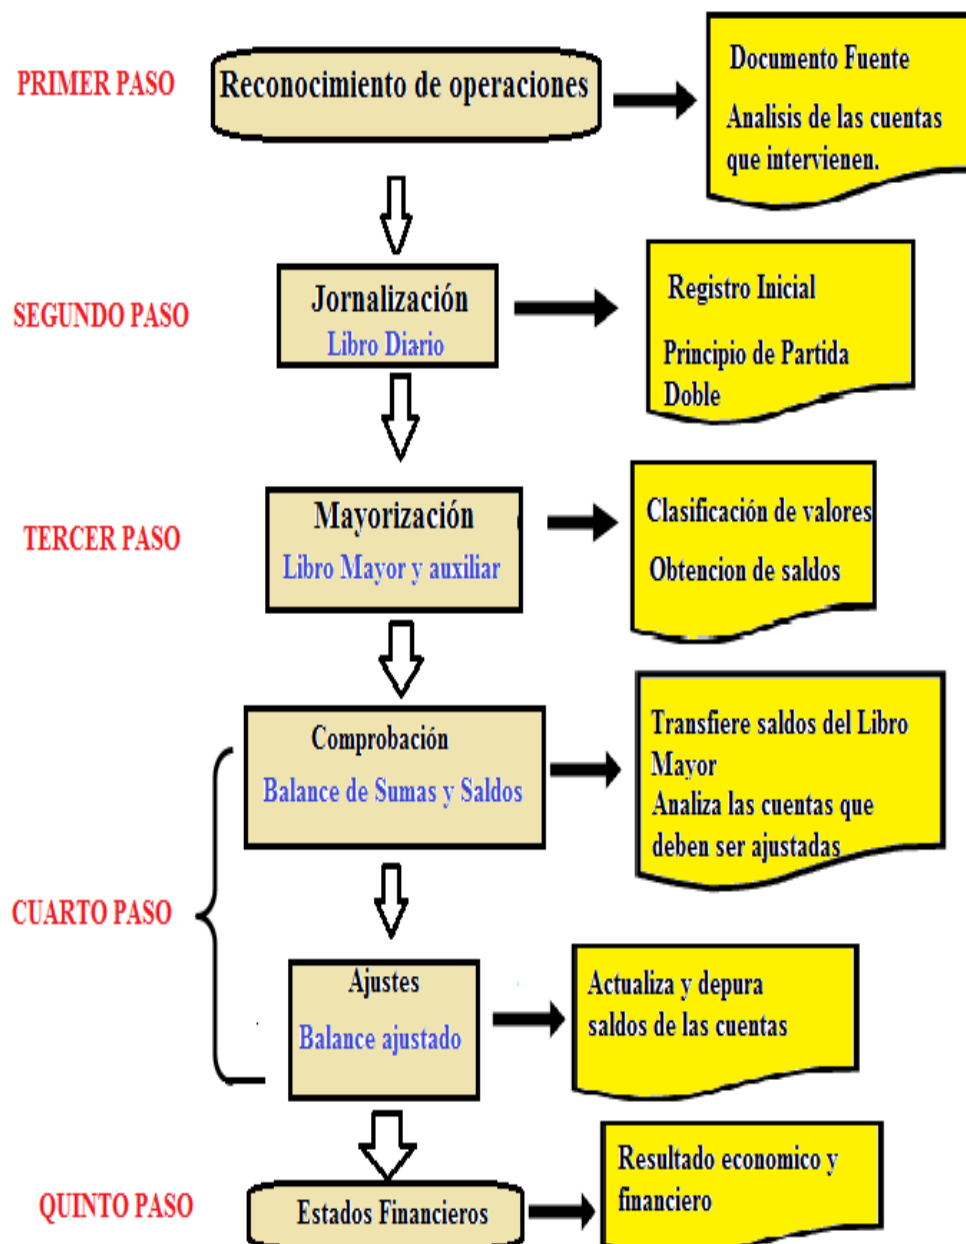 PRIMER PASO
Reconocimiento de operaciones
Documento Fuente
Analisis de las cuentas
que intervienen.
SEGUNDO PASO
Jornalización
Libro Diario
Registro Inicial
Principio de Partida
Doble
TERCER PASO
Mayorización
Libro Mayor y auxiliar
Clasificación de valores
Obtencion de saldos
CUARTO PASO
Comprobación
Balance de Sumas y Saldos
Transfiere saldos del Libro
Mayor
Analiza las cuentas que
deben ser ajustadas
Ajustes
Balance ajustado
Actualiza y depura
saldos de las cuentas
QUINTO PASO
Estados Financieros
Resultado economico y
financiero